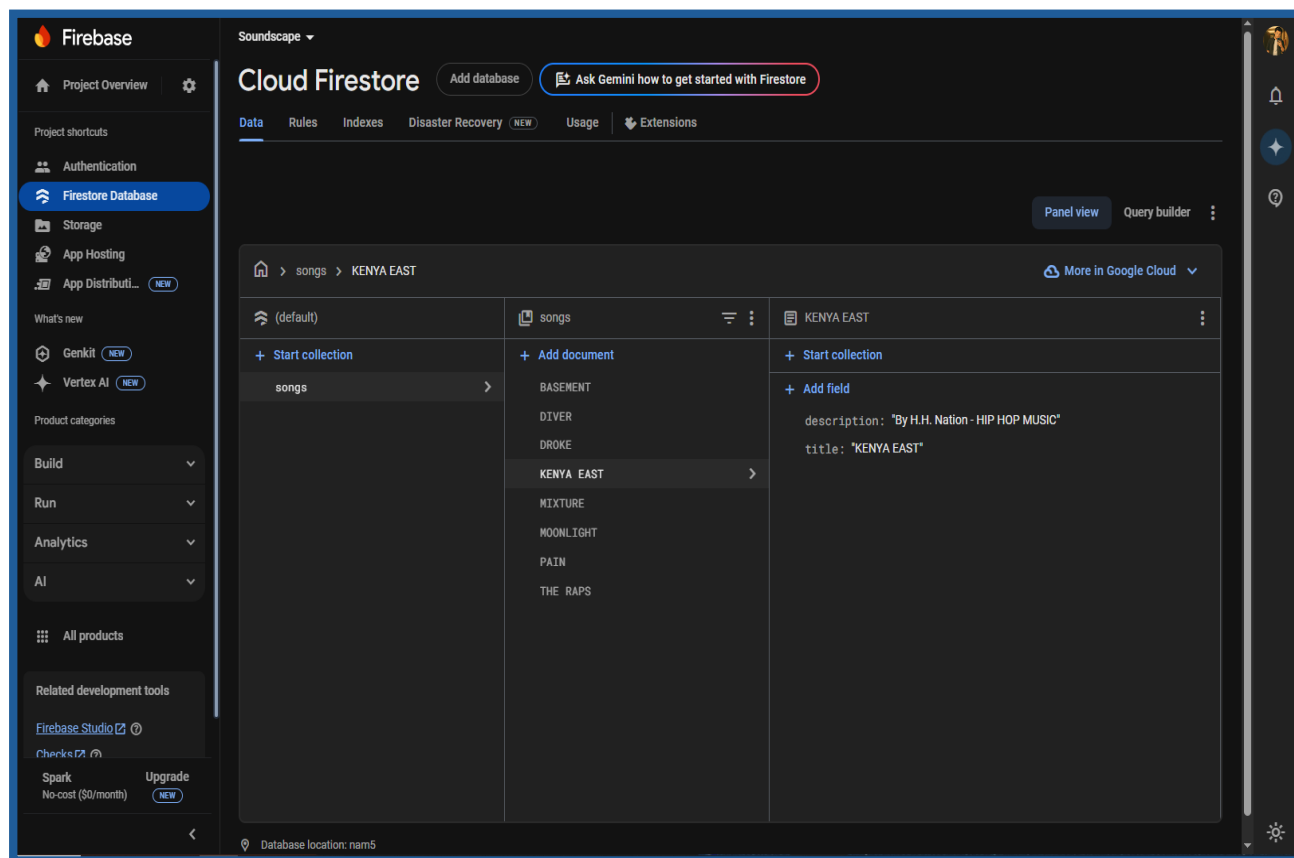 Firebase
Project Overview
Project shortcuts
Authentication
Firestore Database
Storage
App Hosting
App Distributi... NEW
What's new
Genkit NEW
Vertex AI NEW
Product categories
Build
Run
Analytics
AI
All products
Related development tools
Firebase Studio
Checks
Spark
No-cost ($0/month)
Upgrade
NEW
Soundscape
Cloud Firestore
Add database
Ask Gemini how to get started with Firestore
Data Rules Indexes Disaster Recovery NEW Usage Extensions
Panel view Query builder
songs > KENYA EAST
More in Google Cloud
(default)
+ Start collection
songs
songs
+ Add document
BASEMENT
DIVER
DROKE
KENYA EAST
MIXTURE
MOONLIGHT
PAIN
THE RAPS
KENYA EAST
+ Start collection
+ Add field
description: "By H.H. Nation - HIP HOP MUSIC"
title: "KENYA EAST"
Database location: nam5